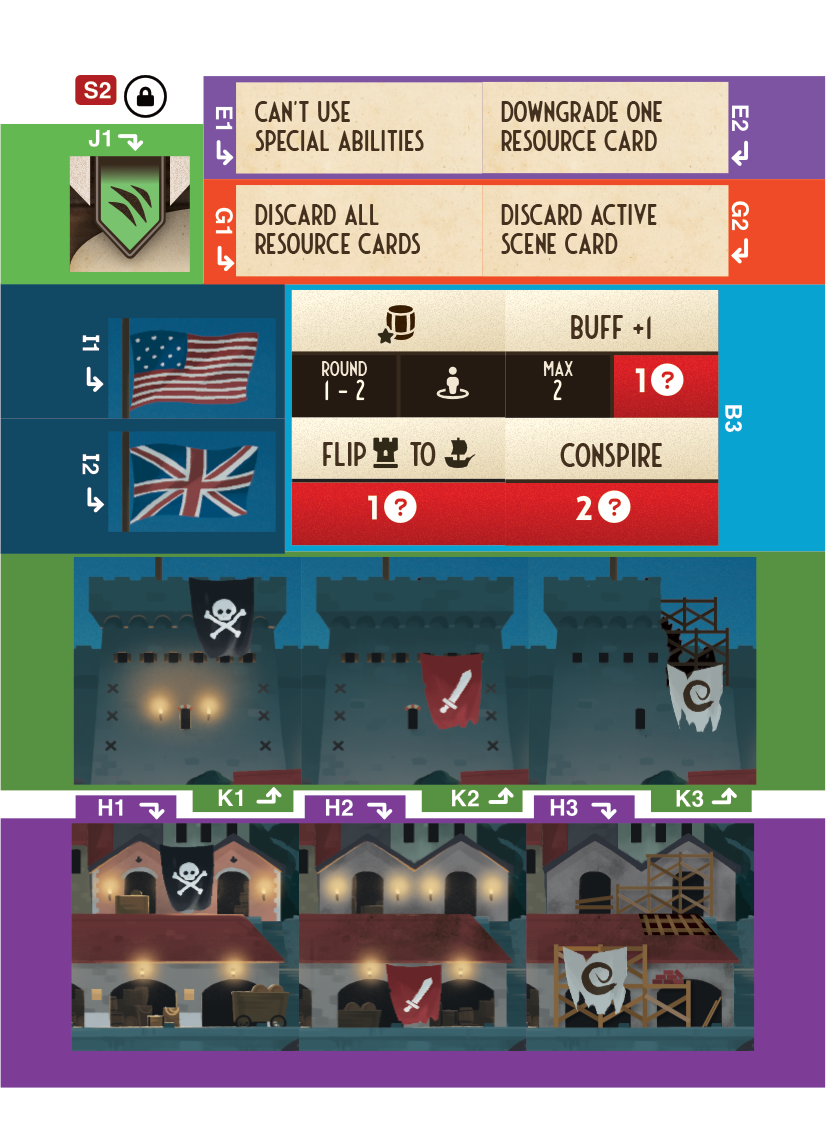 S2
J1
E1
CAN'T USE
SPECIAL ABILITIES
DOWNGRADE ONE
RESOURCE CARD
E2
G1
DISCARD ALL
RESOURCE CARDS
DISCARD ACTIVE
SCENE CARD
G2
I1
BUFF +1
ROUND
1 - 2
MAX
2
1 ?
B3
I2
FLIP TO
CONSPIRE
1 ?
2 ?
K1
K2
K3
H1
H2
H3